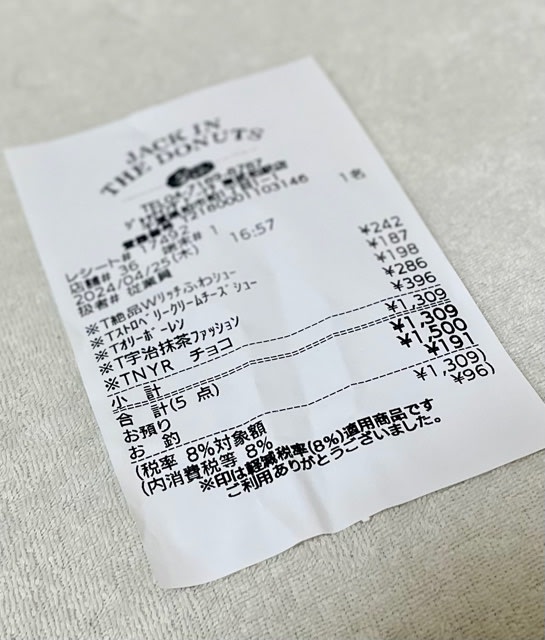 JACK IN
THE DONUTS
レシート# 17492 端末# 1
店舗# 36 1名
2024/04/25(木) 16:57
扱者# 従業員
※T絶品Wリッチふわシュー ¥242
※Tストロベリークリームチーズシュー ¥187
※Tオリーボーレン ¥198
※T宇治抹茶ファッション ¥286
※TNYR チョコ ¥396
小 計 ¥1,309
合 計(5 点) ¥1,309
お預り ¥1,500
お 釣 ¥191
(税率 8%対象額 ¥1,309)
(内消費税等 8% ¥96)
※印は軽減税率(8%)適用商品です
ご利用ありがとうございました。